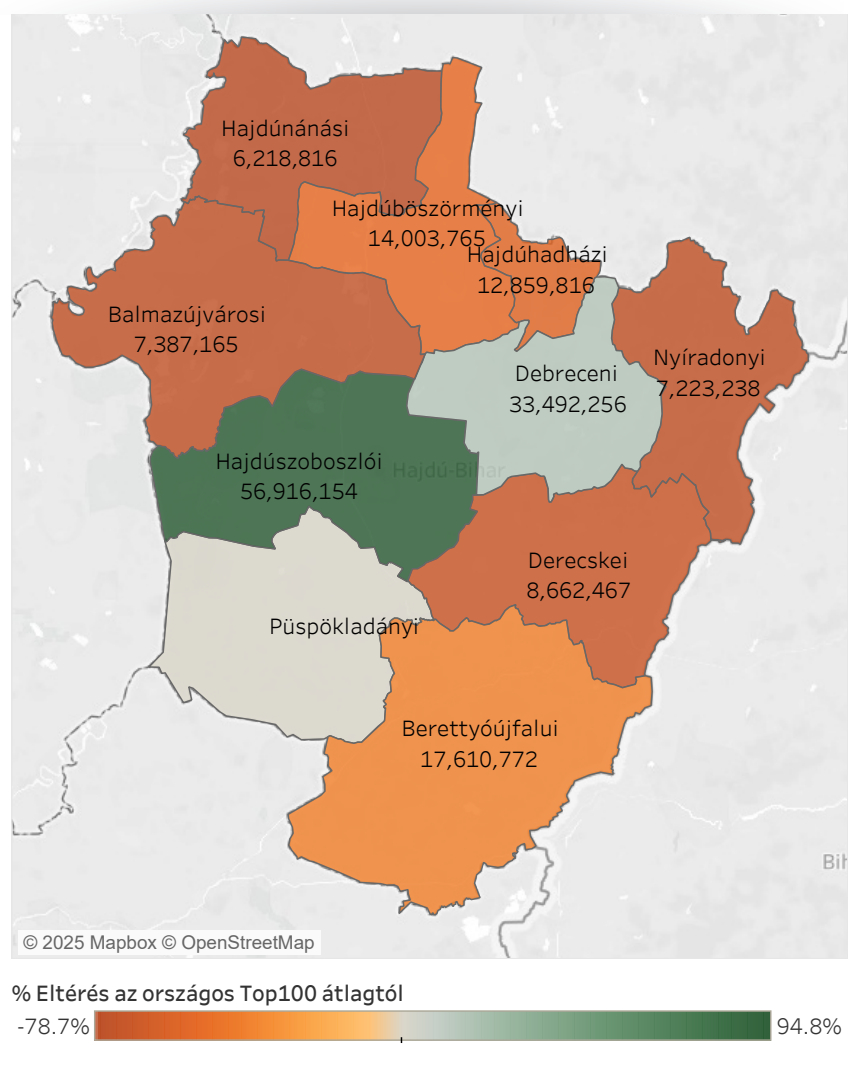 Hajdúnánási
6,218,816
Hajdúböszörményi
14,003,765
Hajdúhadházi
12,859,816
Balmazújvárosi
7,387,165
Nyíradonyi
7,223,238
Debreceni
33,492,256
Hajdúszoboszlói
56,916,154
Hajdú-Bihar
Derecskei
8,662,467
Püspökladányi
Berettyóújfalui
17,610,772
Bih
© 2025 Mapbox © OpenStreetMap
% Eltérés az országos Top100 átlagtól
-78.7%
94.8%